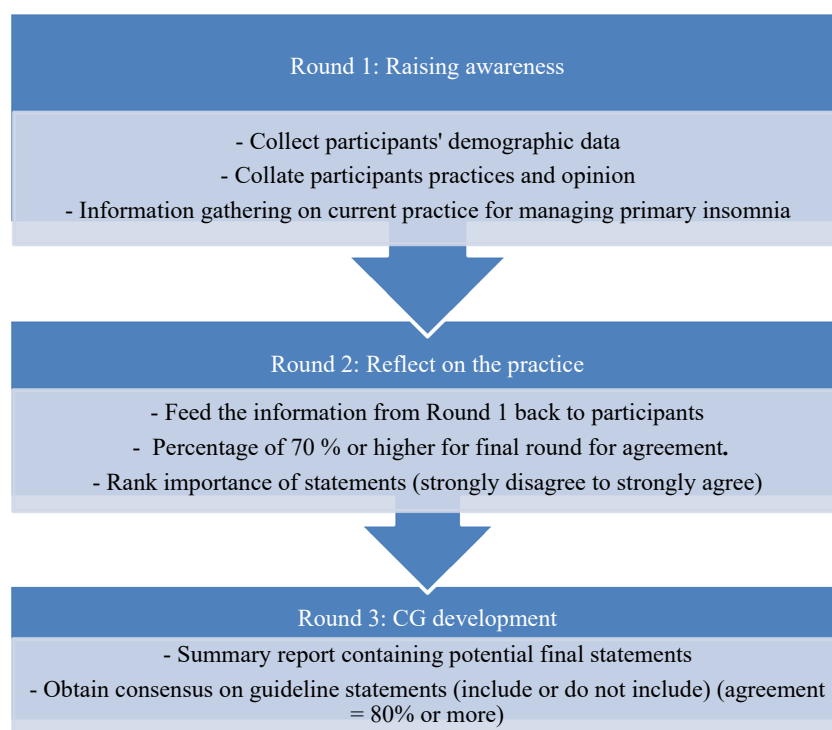 Round 1: Raising awareness
- Collect participants' demographic data
- Collate participants practices and opinion
- Information gathering on current practice for managing primary insomnia
Round 2: Reflect on the practice
- Feed the information from Round 1 back to participants
- Percentage of 70 % or higher for final round for agreement.
- Rank importance of statements (strongly disagree to strongly agree)
Round 3: CG development
- Summary report containing potential final statements
- Obtain consensus on guideline statements (include or do not include) (agreement
= 80% or more)